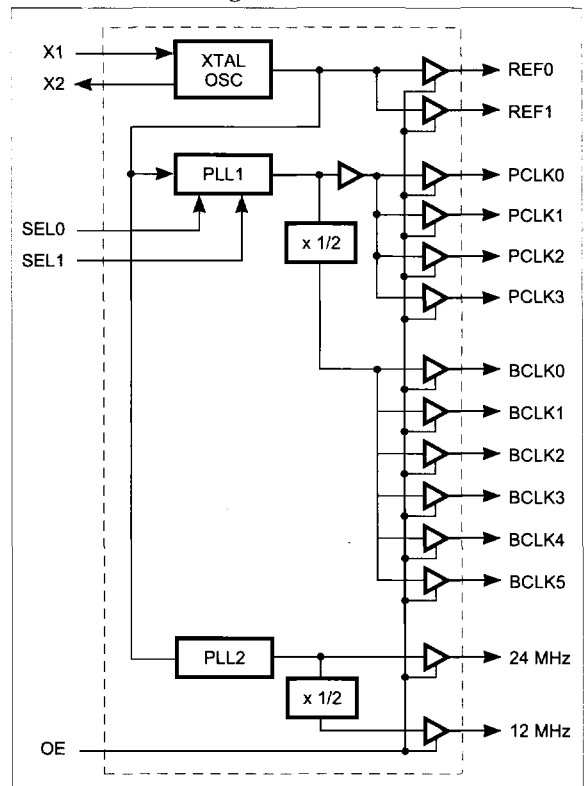 X1
X2
XTAL
OSC
REF0
REF1
PLL1
PCLK0
SEL0
PCLK1
SEL1
x 1/2
PCLK2
PCLK3
BCLK0
BCLK1
BCLK2
BCLK3
BCLK4
BCLK5
PLL2
24 MHz
x 1/2
12 MHz
OE